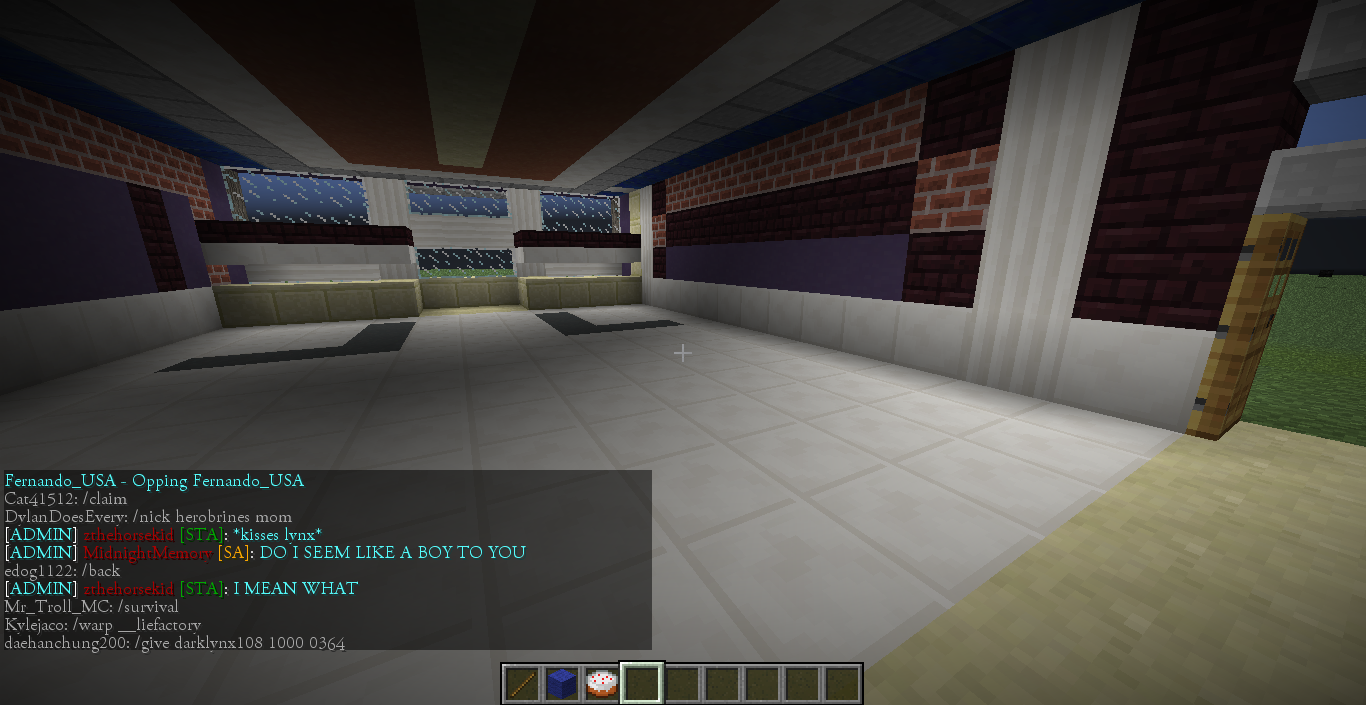 Fernando_USA - Opping Fernando_USA
Cat41512: /claim
DylanDoesEvery: /nick herobrines mom
[ADMIN] zthehorsekid [STA]: *kisses lynx*
[ADMIN] MidnightMemory [SA]: DO I SEEM LIKE A BOY TO YOU
edog1122: /back
[ADMIN] zthehorsekid [STA]: I MEAN WHAT
Mr_Troll_MC: /survival
Kylejaco: /warp __liefactory
daehanchung200: /give darklynx108 1000 0364